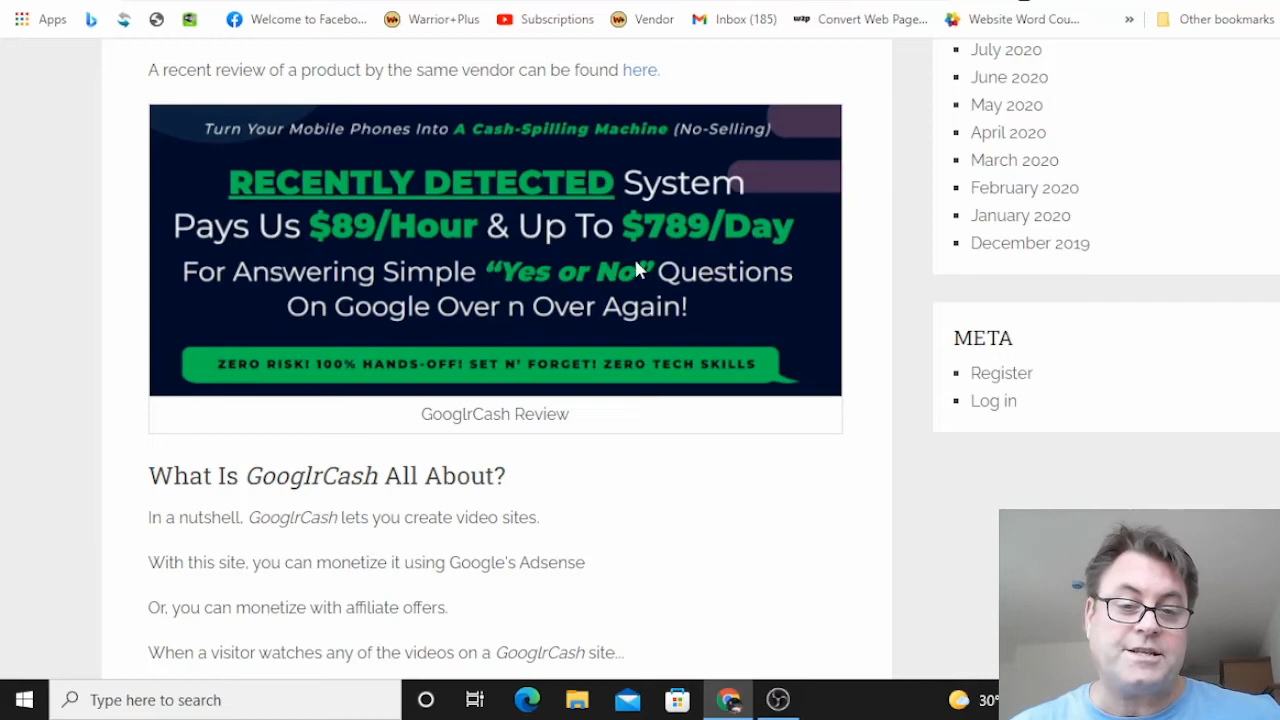 Apps
Welcome to Facebo...
Warrior+Plus
Subscriptions
Vendor
Inbox (185)
w2p
Convert Web Page...
Website Word Cou...
»
Other bookmarks
A recent review of a product by the same vendor can be found here.
Turn Your Mobile Phones Into A Cash-Spilling Machine (No-Selling)
RECENTLY DETECTED System
Pays Us $89/Hour & Up To $789/Day
For Answering Simple "Yes or No" Questions
On Google Over n Over Again!
ZERO RISK! 100% HANDS-OFF! SET N' FORGET! ZERO TECH SKILLS
GooglrCash Review
What Is GooglrCash All About?
In a nutshell, GooglrCash lets you create video sites.
With this site, you can monetize it using Google's Adsense
Or, you can monetize with affiliate offers.
When a visitor watches any of the videos on a GooglrCash site...
July 2020
June 2020
May 2020
April 2020
March 2020
February 2020
January 2020
December 2019
META
Register
Log in
Type here to search
30°